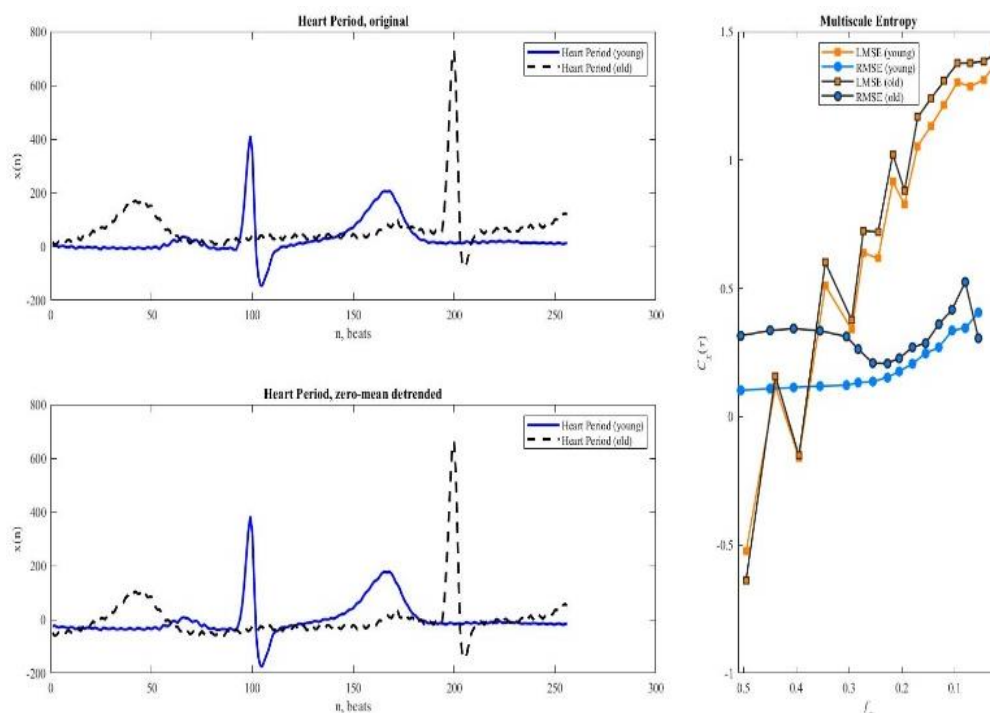 Heart Period, original
800
600
400
200
0
-200
x(n)
Heart Period (young)
Heart Period (old)
0
50
100
150
200
250
300
n, beats
Heart Period, zero-mean detrended
800
600
400
200
0
-200
x(n)
Heart Period (young)
Heart Period (old)
0
50
100
150
200
250
300
n, beats
Multiscale Entropy
1.5
1
0.5
0
-0.5
-1
LMSE (young)
RMSE (young)
LMSE (old)
RMSE (old)
0.5
0.4
0.3
0.2
0.1